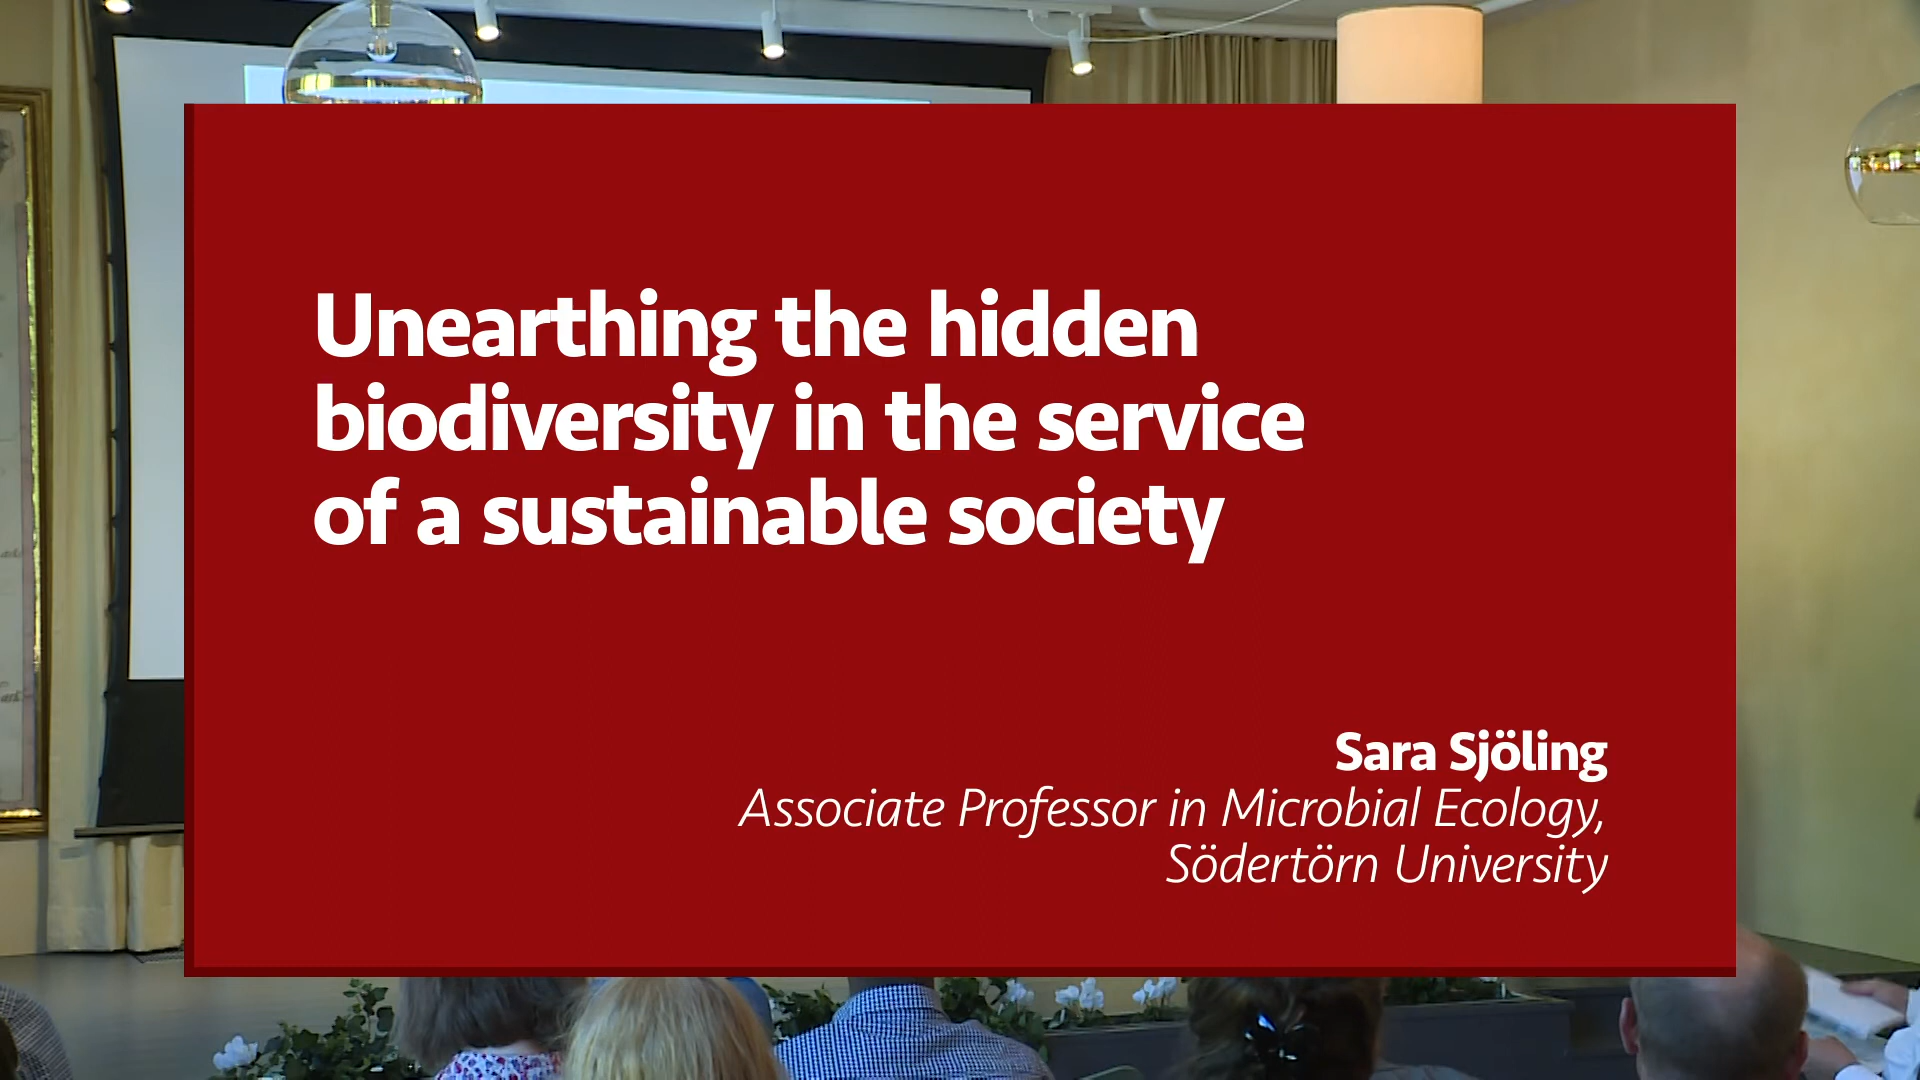 Unearthing the hidden
biodiversity in the service
of a sustainable society
Sara Sjöling
Associate Professor in Microbial Ecology,
Södertörn University